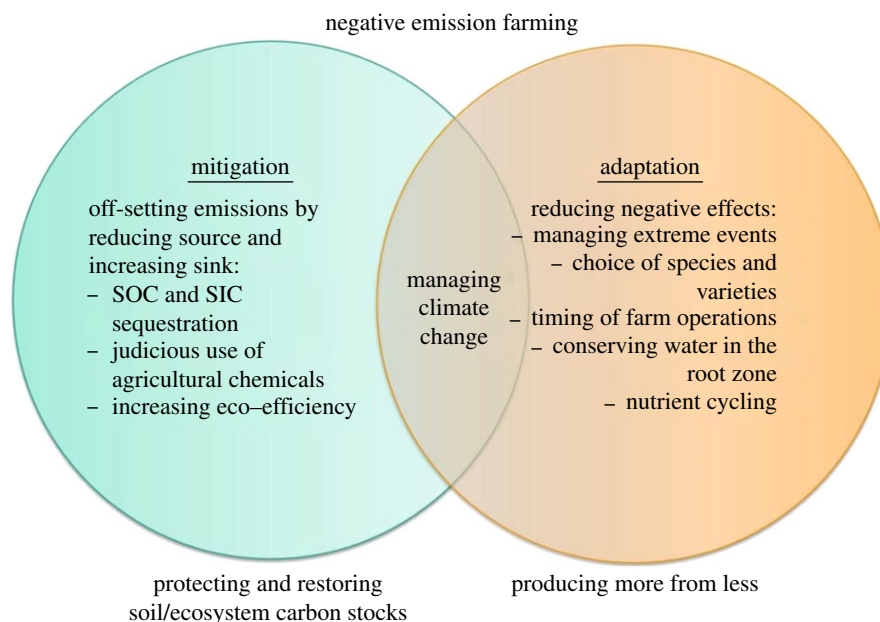 negative emission farming
mitigation
off-setting emissions by
reducing source and
increasing sink:
– SOC and SIC
sequestration
– judicious use of
agricultural chemicals
– increasing eco–efficiency
managing
climate
change
adaptation
reducing negative effects:
– managing extreme events
– choice of species and
varieties
– timing of farm operations
– conserving water in the
root zone
– nutrient cycling
protecting and restoring
soil/ecosystem carbon stocks
producing more from less